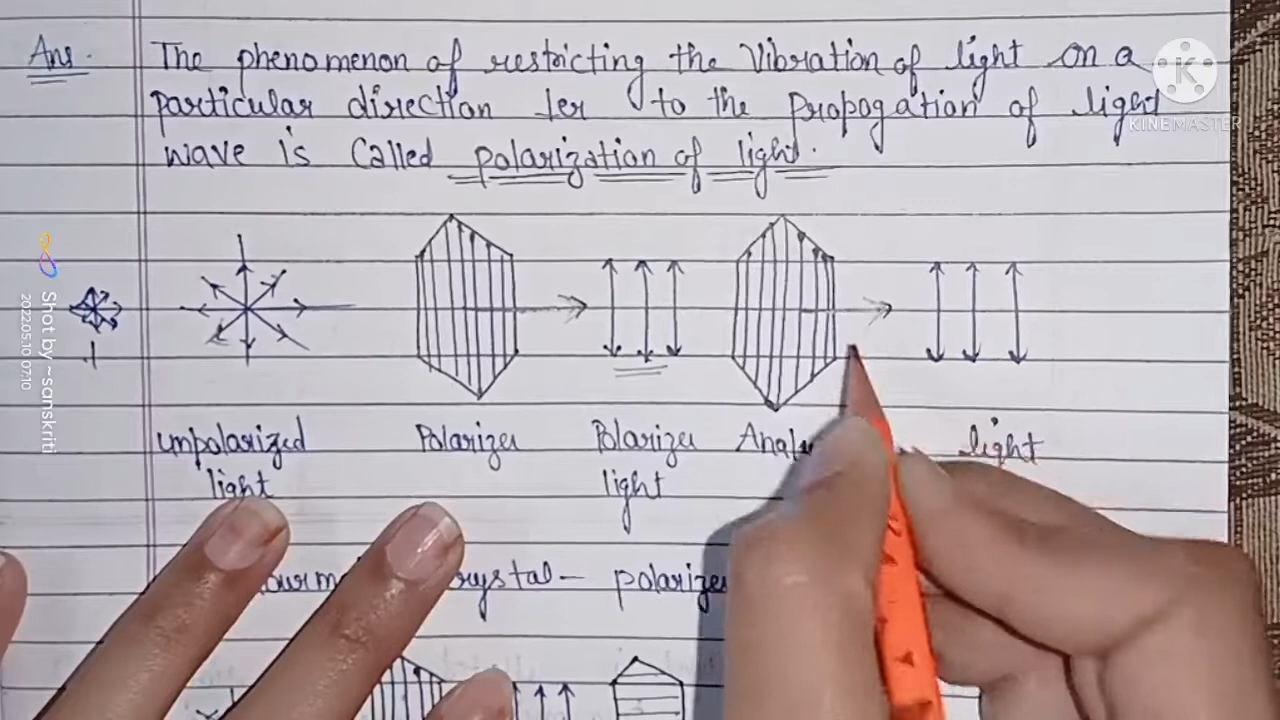 Ans. The phenomenon of restricting the Vibration of light on a
particular direction ter to the Propogation of light
wave is Called polarization of light.
K
KINEMASTER
Shot by ~sanskriti
2022.05.10 07:10
unpolarized Polarizer Polarizer light
light light
crystal- polarizer